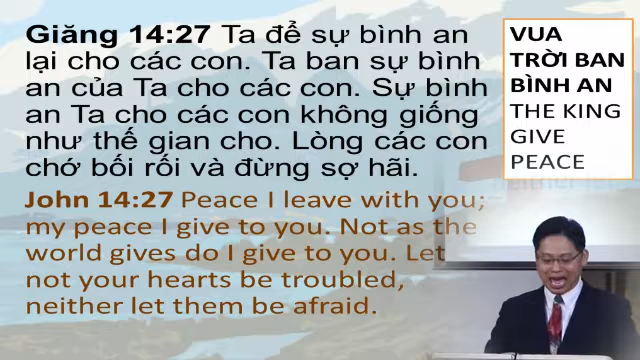 Giăng 14:27 Ta để sự bình an
lại cho các con. Ta ban sự bình
an của Ta cho các con. Sự bình
an Ta cho các con không giống
như thế gian cho. Lòng các con
chớ bối rối và đừng sợ hãi.
John 14:27 Peace I leave with you;
my peace I give to you. Not as the
world gives do I give to you. Let
not your hearts be troubled,
neither let them be afraid.
VUA
TRỜI BAN
BÌNH AN
THE KING
GIVE
PEACE
neither let